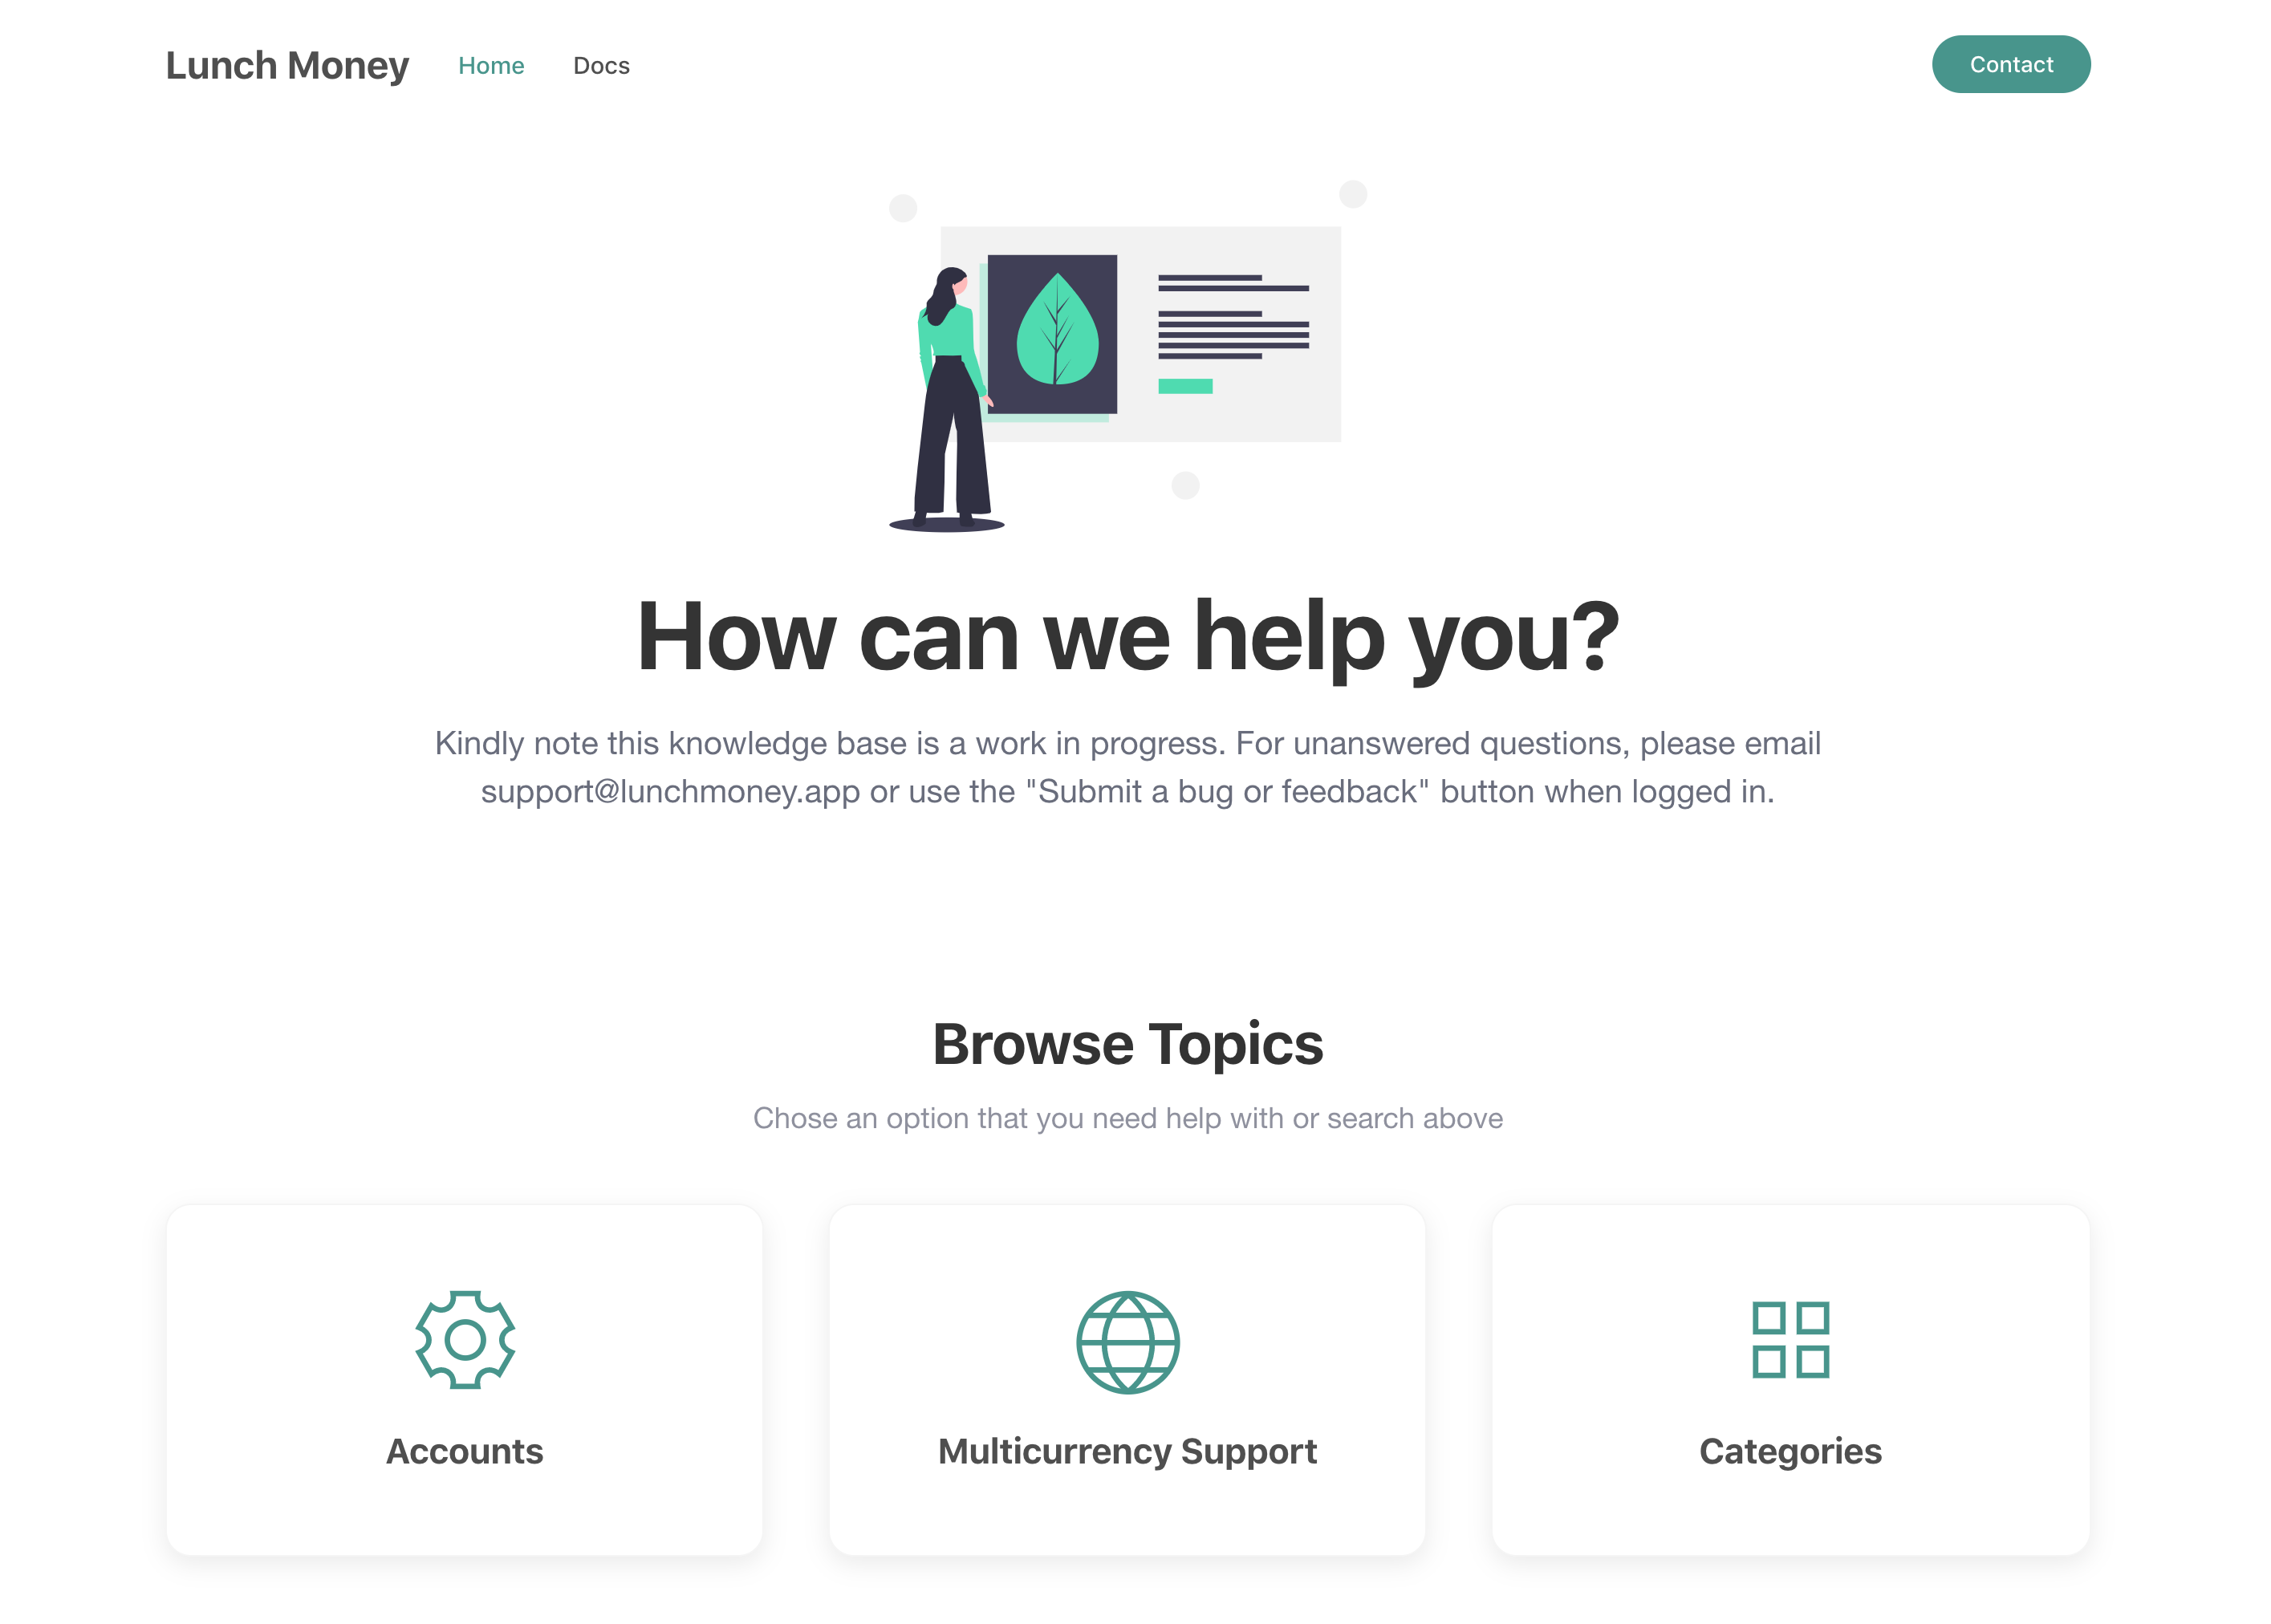 Lunch Money
Home
Docs
Contact
How can we help you?
Kindly note this knowledge base is a work in progress. For unanswered questions, please email
support@lunchmoney.app or use the "Submit a bug or feedback" button when logged in.
Browse Topics
Chose an option that you need help with or search above
Accounts
Multicurrency Support
Categories